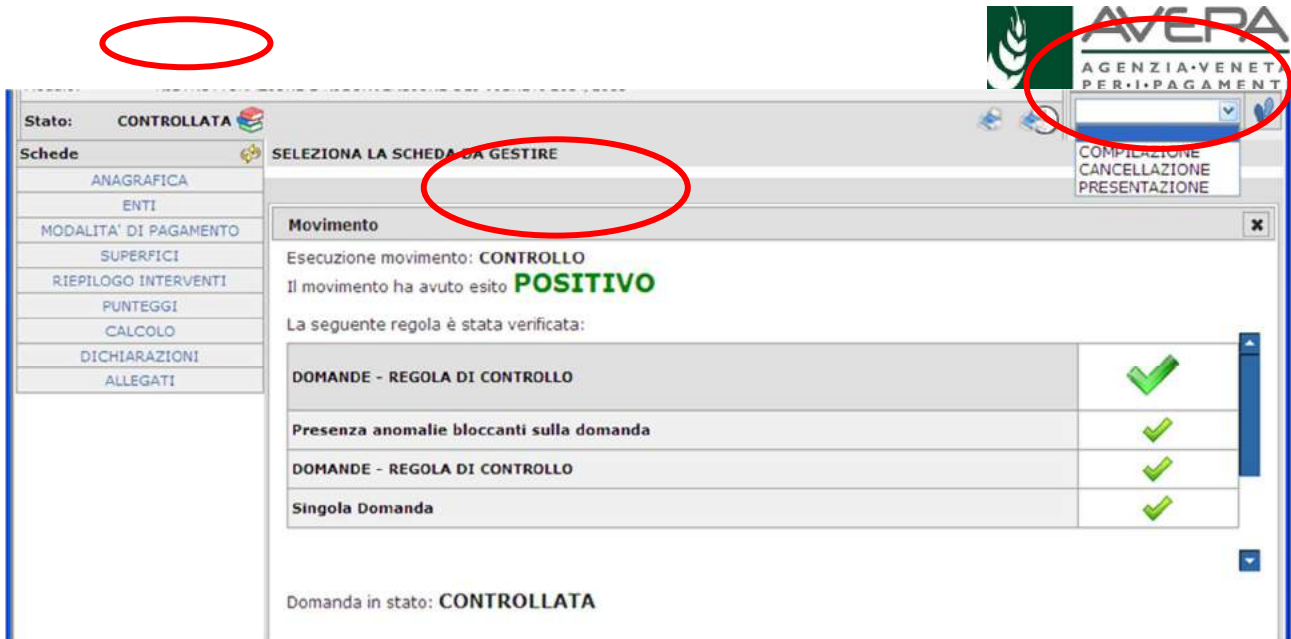 AVEPA
AGENZIA•VENETA
PER•I•PAGAMENT
Stato: CONTROLLATA
Schede
SELEZIONA LA SCHEDA DA GESTIRE
COMPILAZIONE
CANCELLAZIONE
PRESENTAZIONE
ANAGRAFICA
ENTI
MODALITA' DI PAGAMENTO
SUPERFICI
RIEPILOGO INTERVENTI
PUNTEGGI
CALCOLO
DICHIARAZIONI
ALLEGATI
Movimento
Esecuzione movimento: CONTROLLO
Il movimento ha avuto esito POSITIVO
La seguente regola è stata verificata:
DOMANDE - REGOLA DI CONTROLLO
Presenza anomalie bloccanti sulla domanda
DOMANDE - REGOLA DI CONTROLLO
Singola Domanda
Domanda in stato: CONTROLLATA